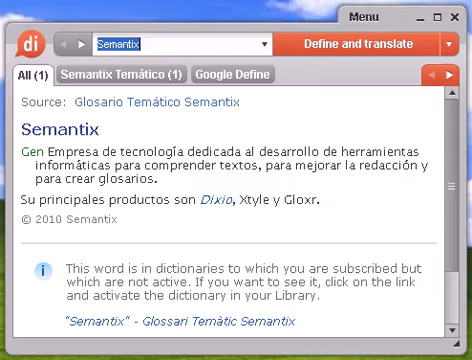 Menu
di
Semantix
Define and translate
All (1)
Semantix Temático (1)
Google Define
Source: Glosario Temático Semantix
Semantix
Gen Empresa de tecnología dedicada al desarrollo de herramientas
informáticas para comprender textos, para mejorar la redacción y
para crear glosarios.
Su principales producto son Dixio, Xtyle y Gloxr.
© 2010 Semantix
i
This word is in dictionaries to which you are subscribed but
which are not active. If you want to see it, click on the link
and activate the dictionary in your Library.
"Semantix" - Glossari Temàtic Semantix